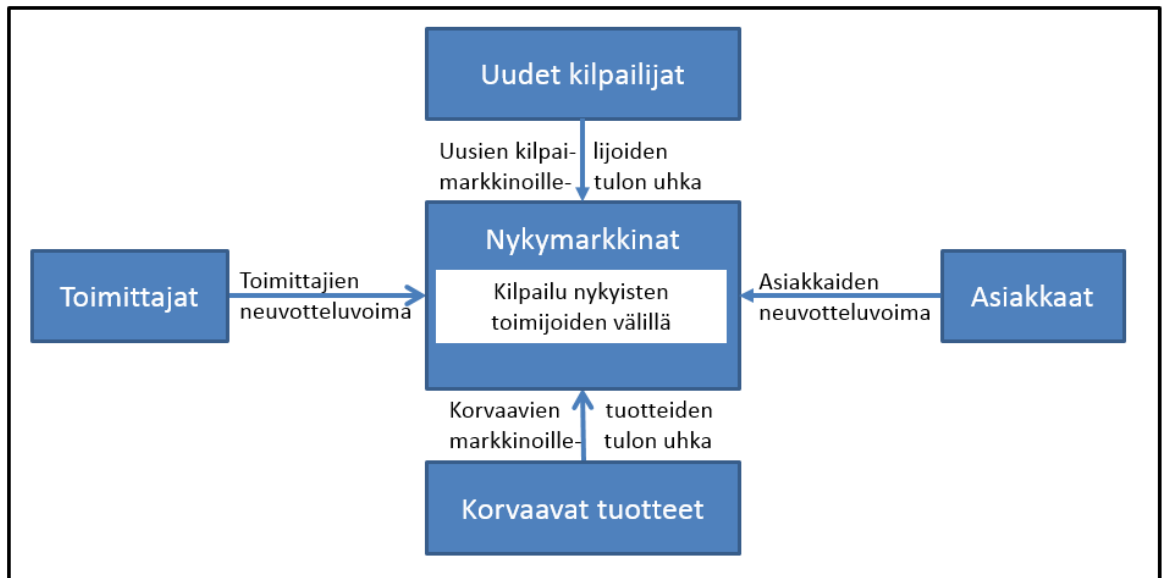 Uudet kilpailijat
Uusien kilpai- lijoiden
markkinoille- tulon uhka
Nykymarkkinat
Kilpailu nykyisten
toimijoiden välillä
Toimittajat
Toimittajien
neuvotteluvoima
Asiakkaiden
neuvotteluvoima
Asiakkaat
Korvaavien tuotteiden
markkinoille- tulon uhka
Korvaavat tuotteet